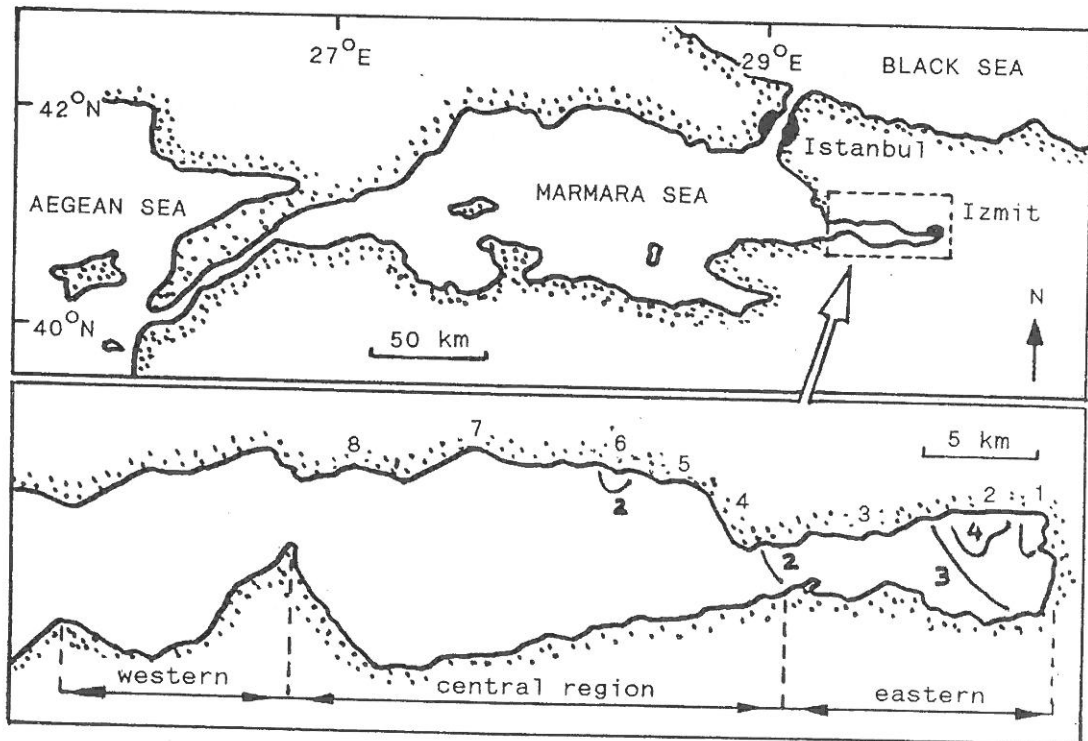 27°E
29°E
BLACK SEA
42°N
Istanbul
AEGEAN SEA
MARMARA SEA
Izmit
40°N
50 km
N
5 km
8
7
6
5
4
3
2
1
2
2
3
4
western
central region
eastern